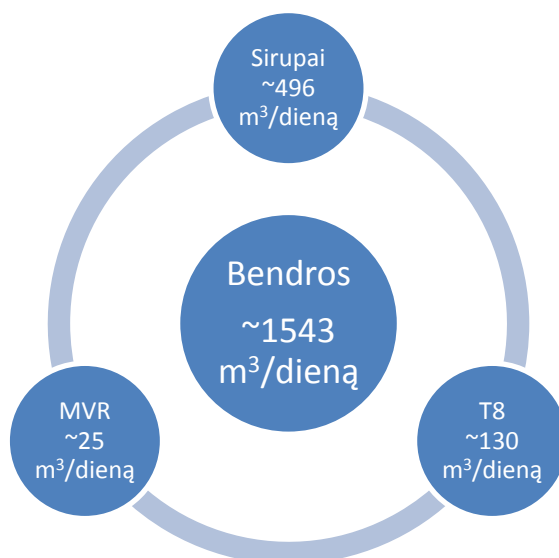 Sirupai
~496
m³/dieną
Bendros
~1543
m³/dieną
MVR
~25
m³/dieną
T8
~130
m³/dieną